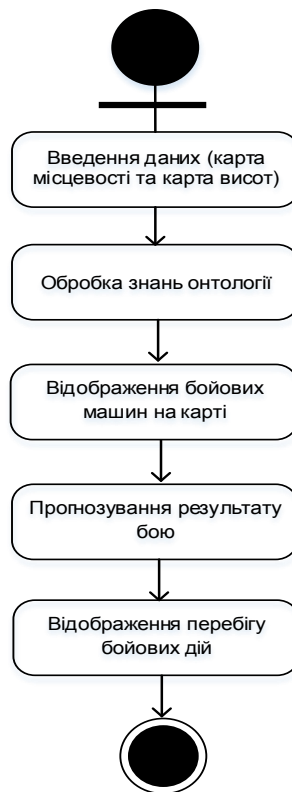 Введення даних (карта
місцевості та карта висот)
Обробка знань онтології
Відображення бойових
машин на карті
Прогнозування результату
бою
Відображення перебігу
бойових дій